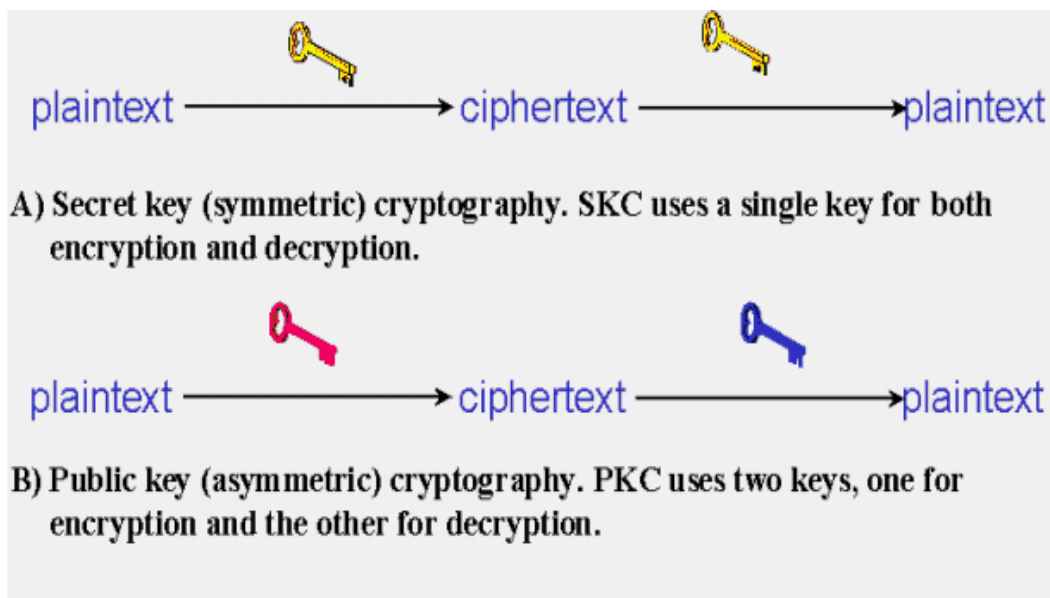 plaintext ciphertext plaintext
A) Secret key (symmetric) cryptography. SKC uses a single key for both
encryption and decryption.
plaintext ciphertext plaintext
B) Public key (asymmetric) cryptography. PKC uses two keys, one for
encryption and the other for decryption.